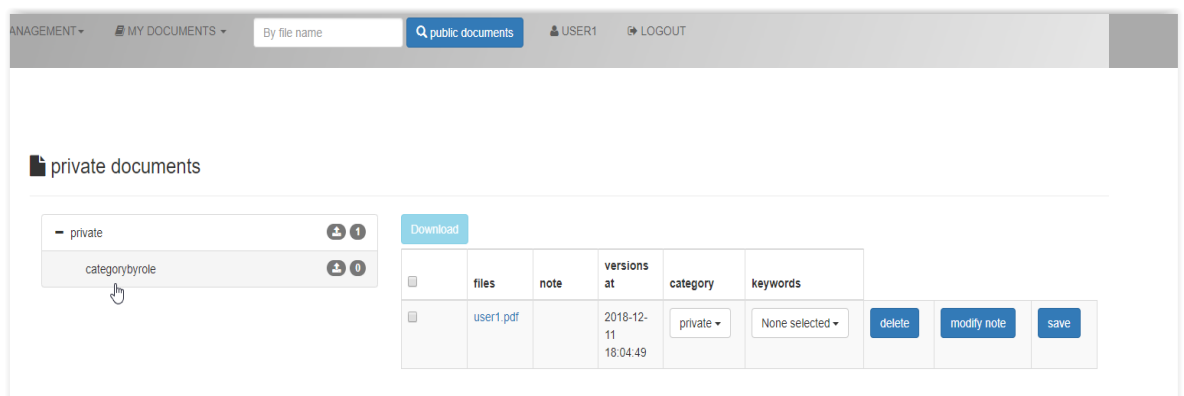 ANAGEMENT MY DOCUMENTS By file name public documents USER1 LOGOUT
private documents
private 1
categorybyrole 0
Download
files note versions at category keywords
user1.pdf 2018-12-11 18:04:49 private None selected delete modify note save